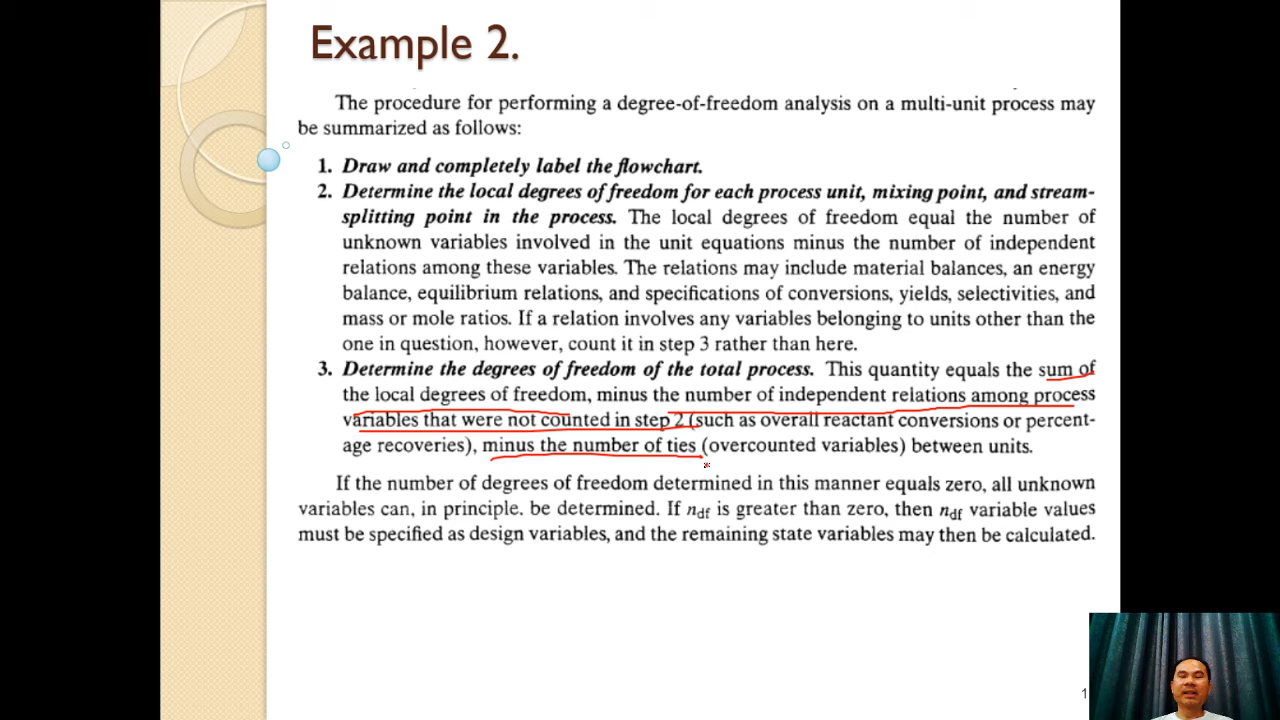 Example 2.
The procedure for performing a degree-of-freedom analysis on a multi-unit process may
be summarized as follows:
1. Draw and completely label the flowchart.
2. Determine the local degrees of freedom for each process unit, mixing point, and stream-
splitting point in the process. The local degrees of freedom equal the number of
unknown variables involved in the unit equations minus the number of independent
relations among these variables. The relations may include material balances, an energy
balance, equilibrium relations, and specifications of conversions, yields, selectivities, and
mass or mole ratios. If a relation involves any variables belonging to units other than the
one in question, however, count it in step 3 rather than here.
3. Determine the degrees of freedom of the total process. This quantity equals the sum of
the local degrees of freedom, minus the number of independent relations among process
variables that were not counted in step 2 (such as overall reactant conversions or percent-
age recoveries), minus the number of ties (overcounted variables) between units.
If the number of degrees of freedom determined in this manner equals zero, all unknown
variables can, in principle, be determined. If n_df is greater than zero, then n_df variable values
must be specified as design variables, and the remaining state variables may then be calculated.
1